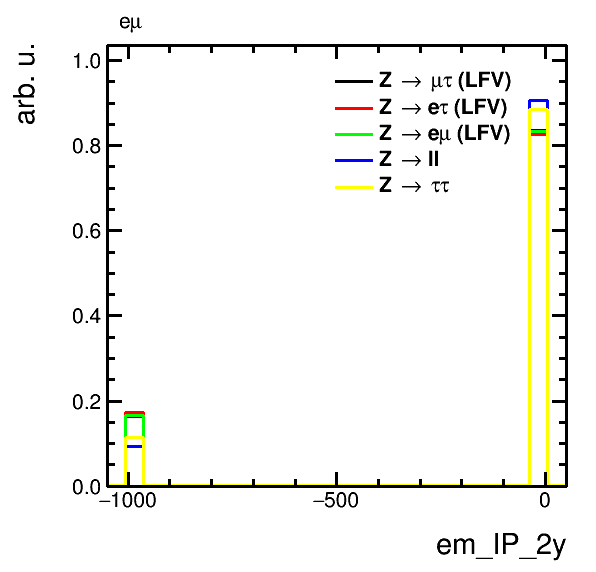 eμ
arb. u.
1.0
0.8
0.6
0.4
0.2
0.0
Z → μτ (LFV)
Z → eτ (LFV)
Z → eμ (LFV)
Z → ll
Z → ττ
−1000 −500 0
em_IP_2y